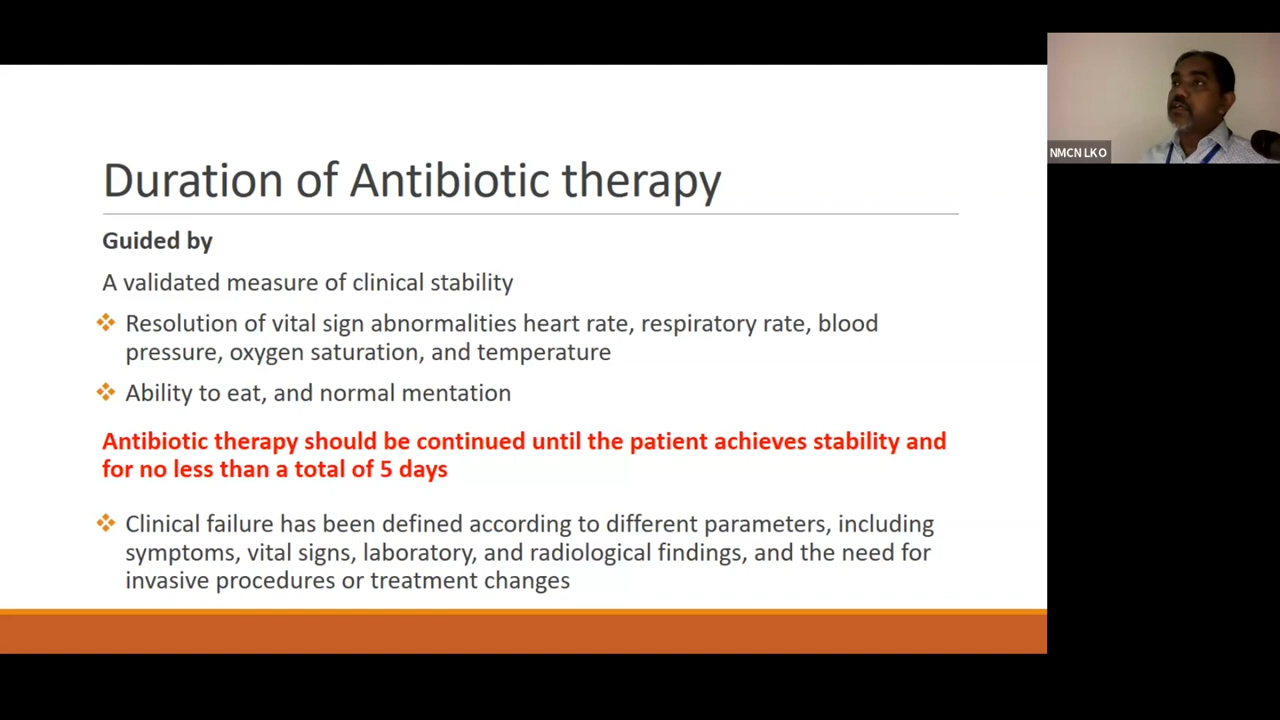 Duration of Antibiotic therapy
Guided by
A validated measure of clinical stability
Resolution of vital sign abnormalities heart rate, respiratory rate, blood
pressure, oxygen saturation, and temperature
Ability to eat, and normal mentation
Antibiotic therapy should be continued until the patient achieves stability and
for no less than a total of 5 days
Clinical failure has been defined according to different parameters, including
symptoms, vital signs, laboratory, and radiological findings, and the need for
invasive procedures or treatment changes
NMCN LKO